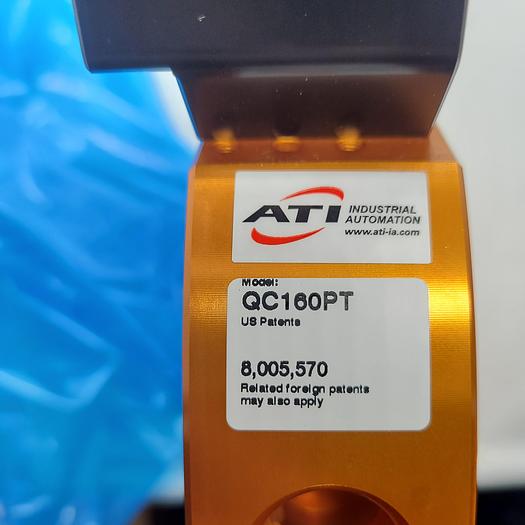 ATI INDUSTRIAL
AUTOMATION
www.ati-ia.com
Model:
QC160PT
US Patents
8,005,570
Related foreign patents
may also apply